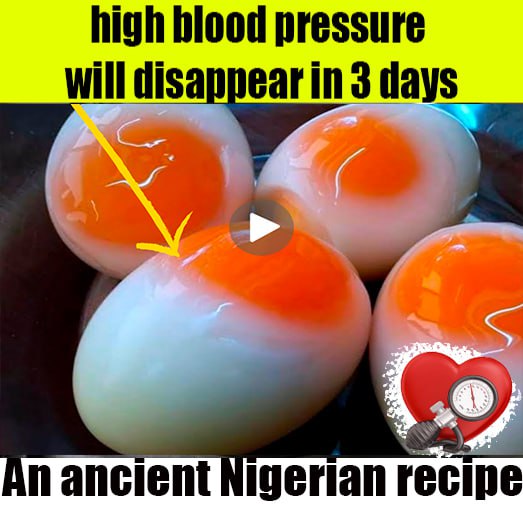 high blood pressure
will disappear in 3 days
An ancient Nigerian recipe